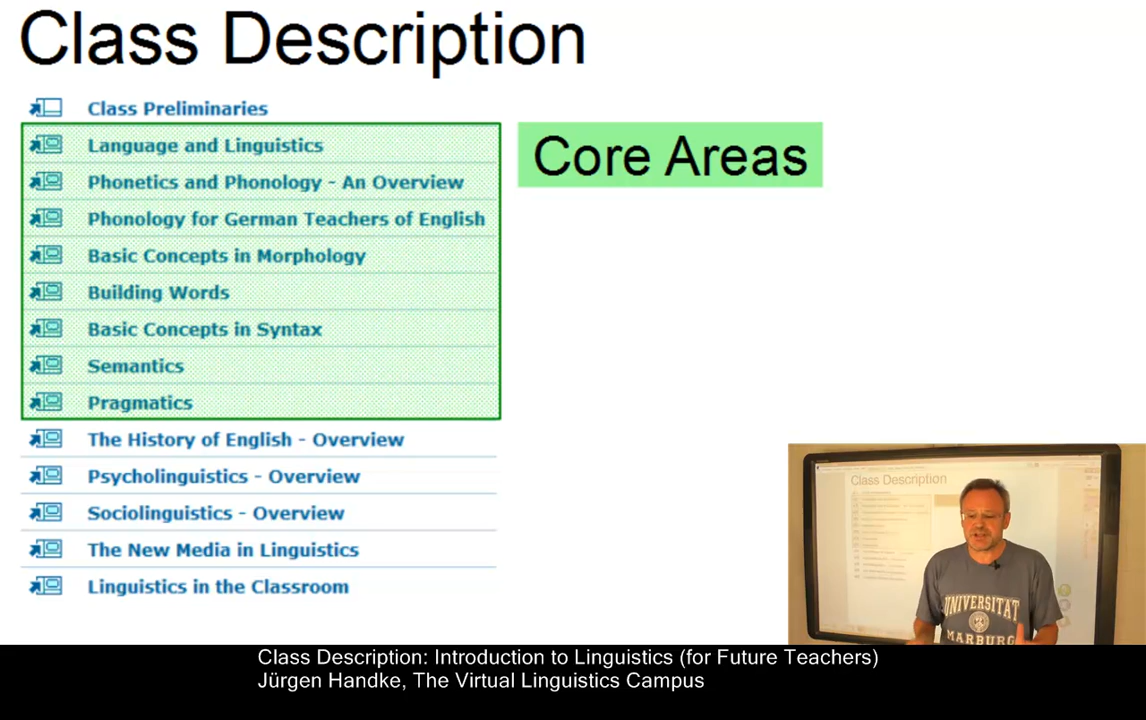 Class Description
Class Preliminaries
Language and Linguistics
Core Areas
Phonetics and Phonology - An Overview
Phonology for German Teachers of English
Basic Concepts in Morphology
Building Words
Basic Concepts in Syntax
Semantics
Pragmatics
The History of English - Overview
Psycholinguistics - Overview
Sociolinguistics - Overview
The New Media in Linguistics
Linguistics in the Classroom
Class Description
UNIVERSITAT
MARBURG
Class Description: Introduction to Linguistics (for Future Teachers)
Jürgen Handke, The Virtual Linguistics Campus